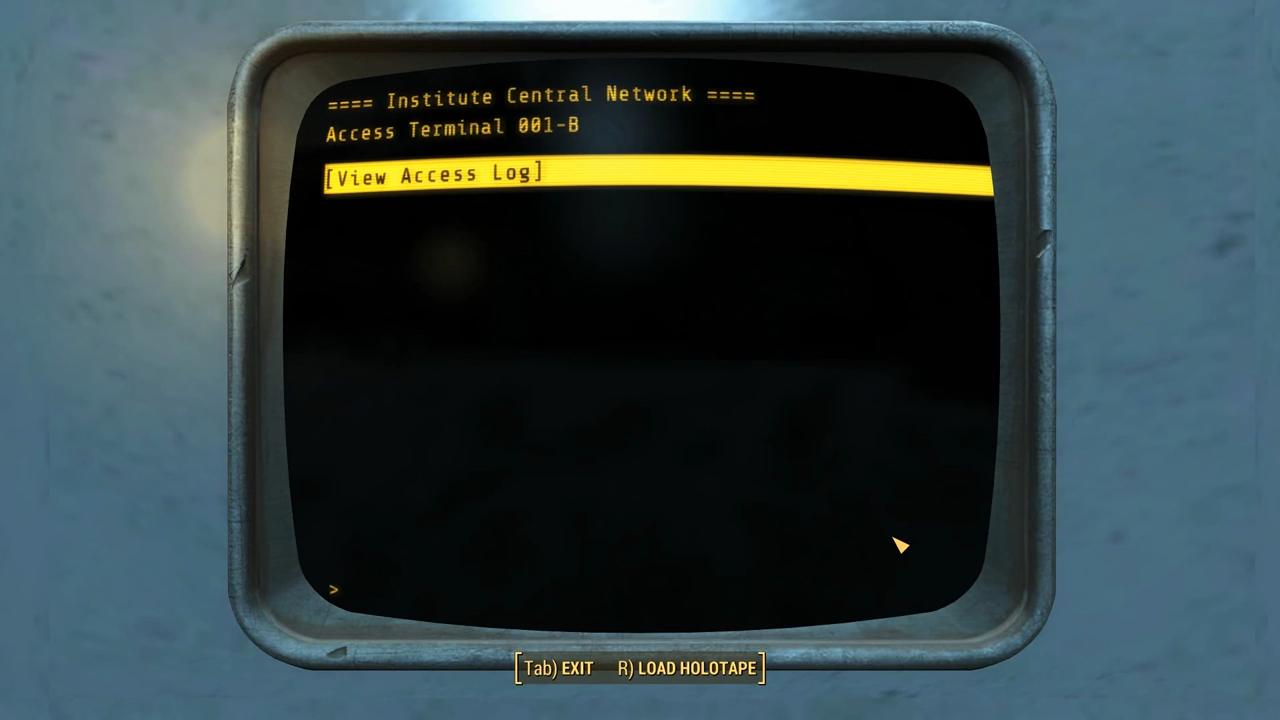 ==== Institute Central Network ====
Access Terminal 001-B
[View Access Log]
>
[Tab) EXIT R) LOAD HOLOTAPE]